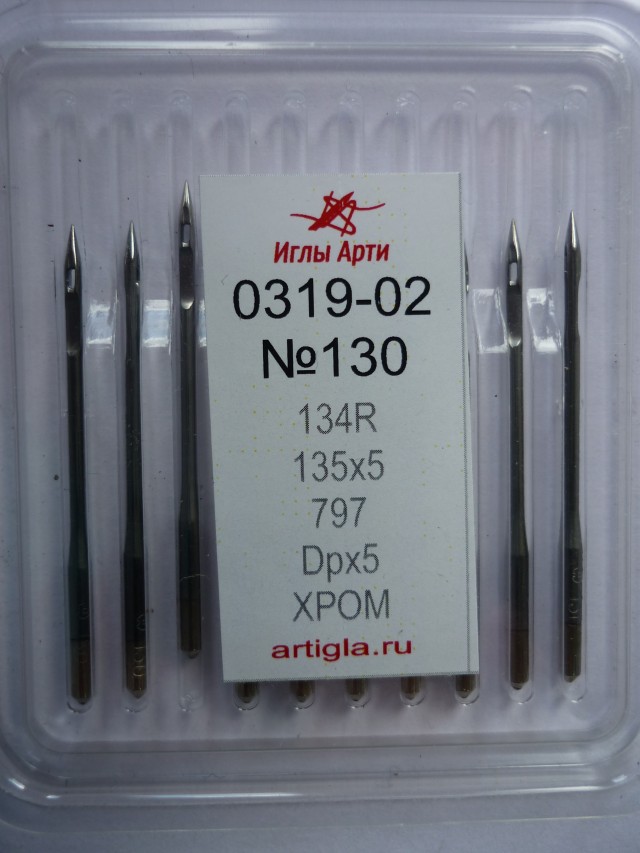 Иглы Арти
0319-02
№130
134R
135x5
797
Dpx5
ХРОМ
artigla.ru